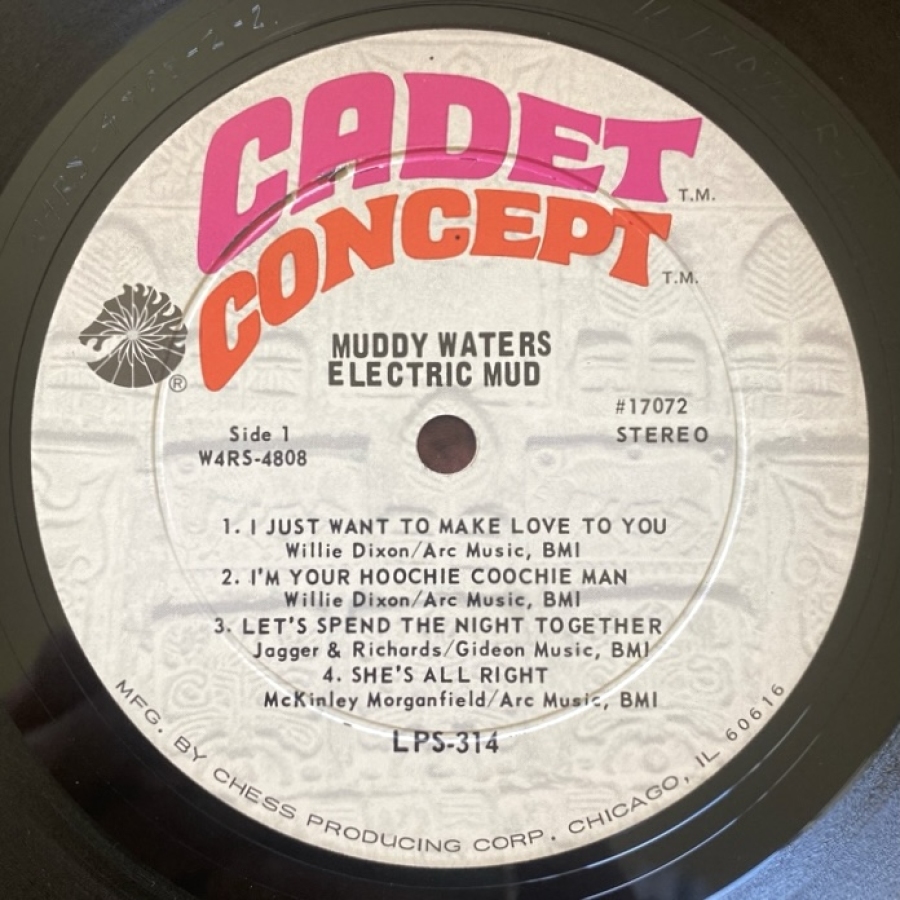 CADET
T.M.
CONCEPT
T.M.
®
MUDDY WATERS
ELECTRIC MUD
#17072
Side 1
STEREO
W4RS-4808
1. I JUST WANT TO MAKE LOVE TO YOU
Willie Dixon/Arc Music, BMI
2. I'M YOUR HOOCHIE COOCHIE MAN
Willie Dixon/Arc Music, BMI
3. LET'S SPEND THE NIGHT TOGETHER
Jagger & Richards/Gideon Music, BMI
4. SHE'S ALL RIGHT
McKinley Morganfield/Arc Music, BMI
LPS-314
MFG. BY CHESS PRODUCING CORP. CHICAGO, IL 60616